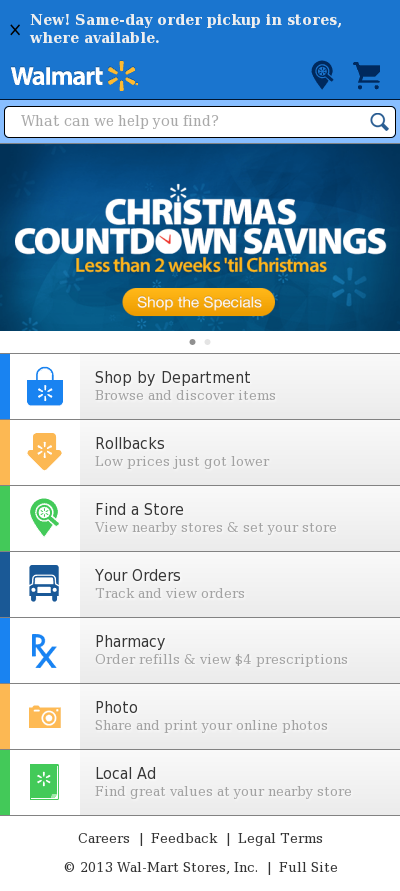 New! Same-day order pickup in stores,
where available.
Walmart
What can we help you find?
CHRISTMAS
COUNTDOWN SAVINGS
Less than 2 weeks 'til Christmas
Shop the Specials
Shop by Department
Browse and discover items
Rollbacks
Low prices just got lower
Find a Store
View nearby stores & set your store
Your Orders
Track and view orders
Rx
Pharmacy
Order refills & view $4 prescriptions
Photo
Share and print your online photos
Local Ad
Find great values at your nearby store
Careers | Feedback | Legal Terms
© 2013 Wal-Mart Stores, Inc. | Full Site